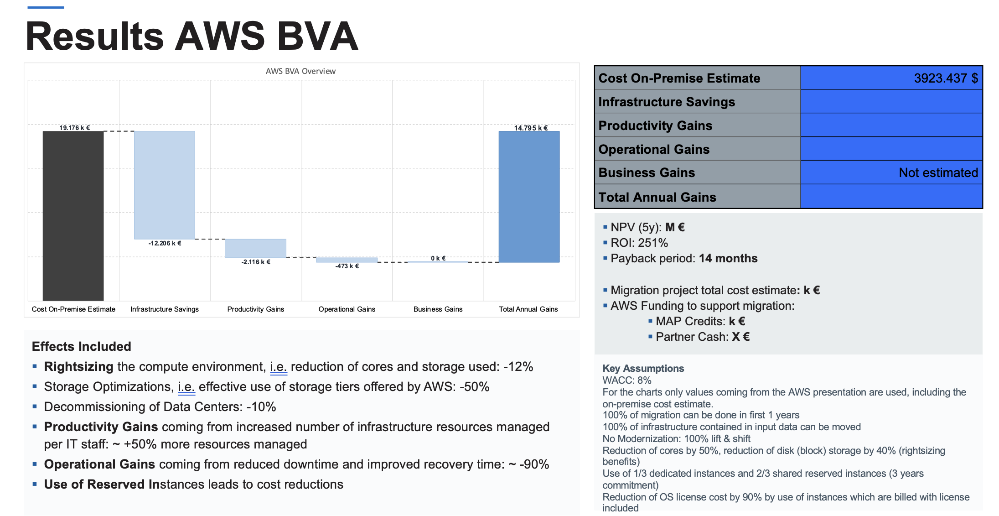 Results AWS BVA
AWS BVA Overview
19.176 k €
-12.206 k €
-2.116 k €
-473 k €
0 k €
14.795 k €
Cost On-Premise Estimate
Infrastructure Savings
Productivity Gains
Operational Gains
Business Gains
Total Annual Gains
Effects Included
▪ Rightsizing the compute environment, i.e. reduction of cores and storage used: -12%
▪ Storage Optimizations, i.e. effective use of storage tiers offered by AWS: -50%
▪ Decommissioning of Data Centers: -10%
▪ Productivity Gains coming from increased number of infrastructure resources managed
per IT staff: ~ +50% more resources managed
▪ Operational Gains coming from reduced downtime and improved recovery time: ~ -90%
▪ Use of Reserved Instances leads to cost reductions
Cost On-Premise Estimate 3923.437 $
Infrastructure Savings
Productivity Gains
Operational Gains
Business Gains Not estimated
Total Annual Gains
▪ NPV (5y): M €
▪ ROI: 251%
▪ Payback period: 14 months
▪ Migration project total cost estimate: k €
▪ AWS Funding to support migration:
▪ MAP Credits: k €
▪ Partner Cash: X €
Key Assumptions
WACC: 8%
For the charts only values coming from the AWS presentation are used, including the
on-premise cost estimate.
100% of migration can be done in first 1 years
100% of infrastructure contained in input data can be moved
No Modernization: 100% lift & shift
Reduction of cores by 50%, reduction of disk (block) storage by 40% (rightsizing
benefits)
Use of 1/3 dedicated instances and 2/3 shared reserved instances (3 years
commitment)
Reduction of OS license cost by 90% by use of instances which are billed with license
included